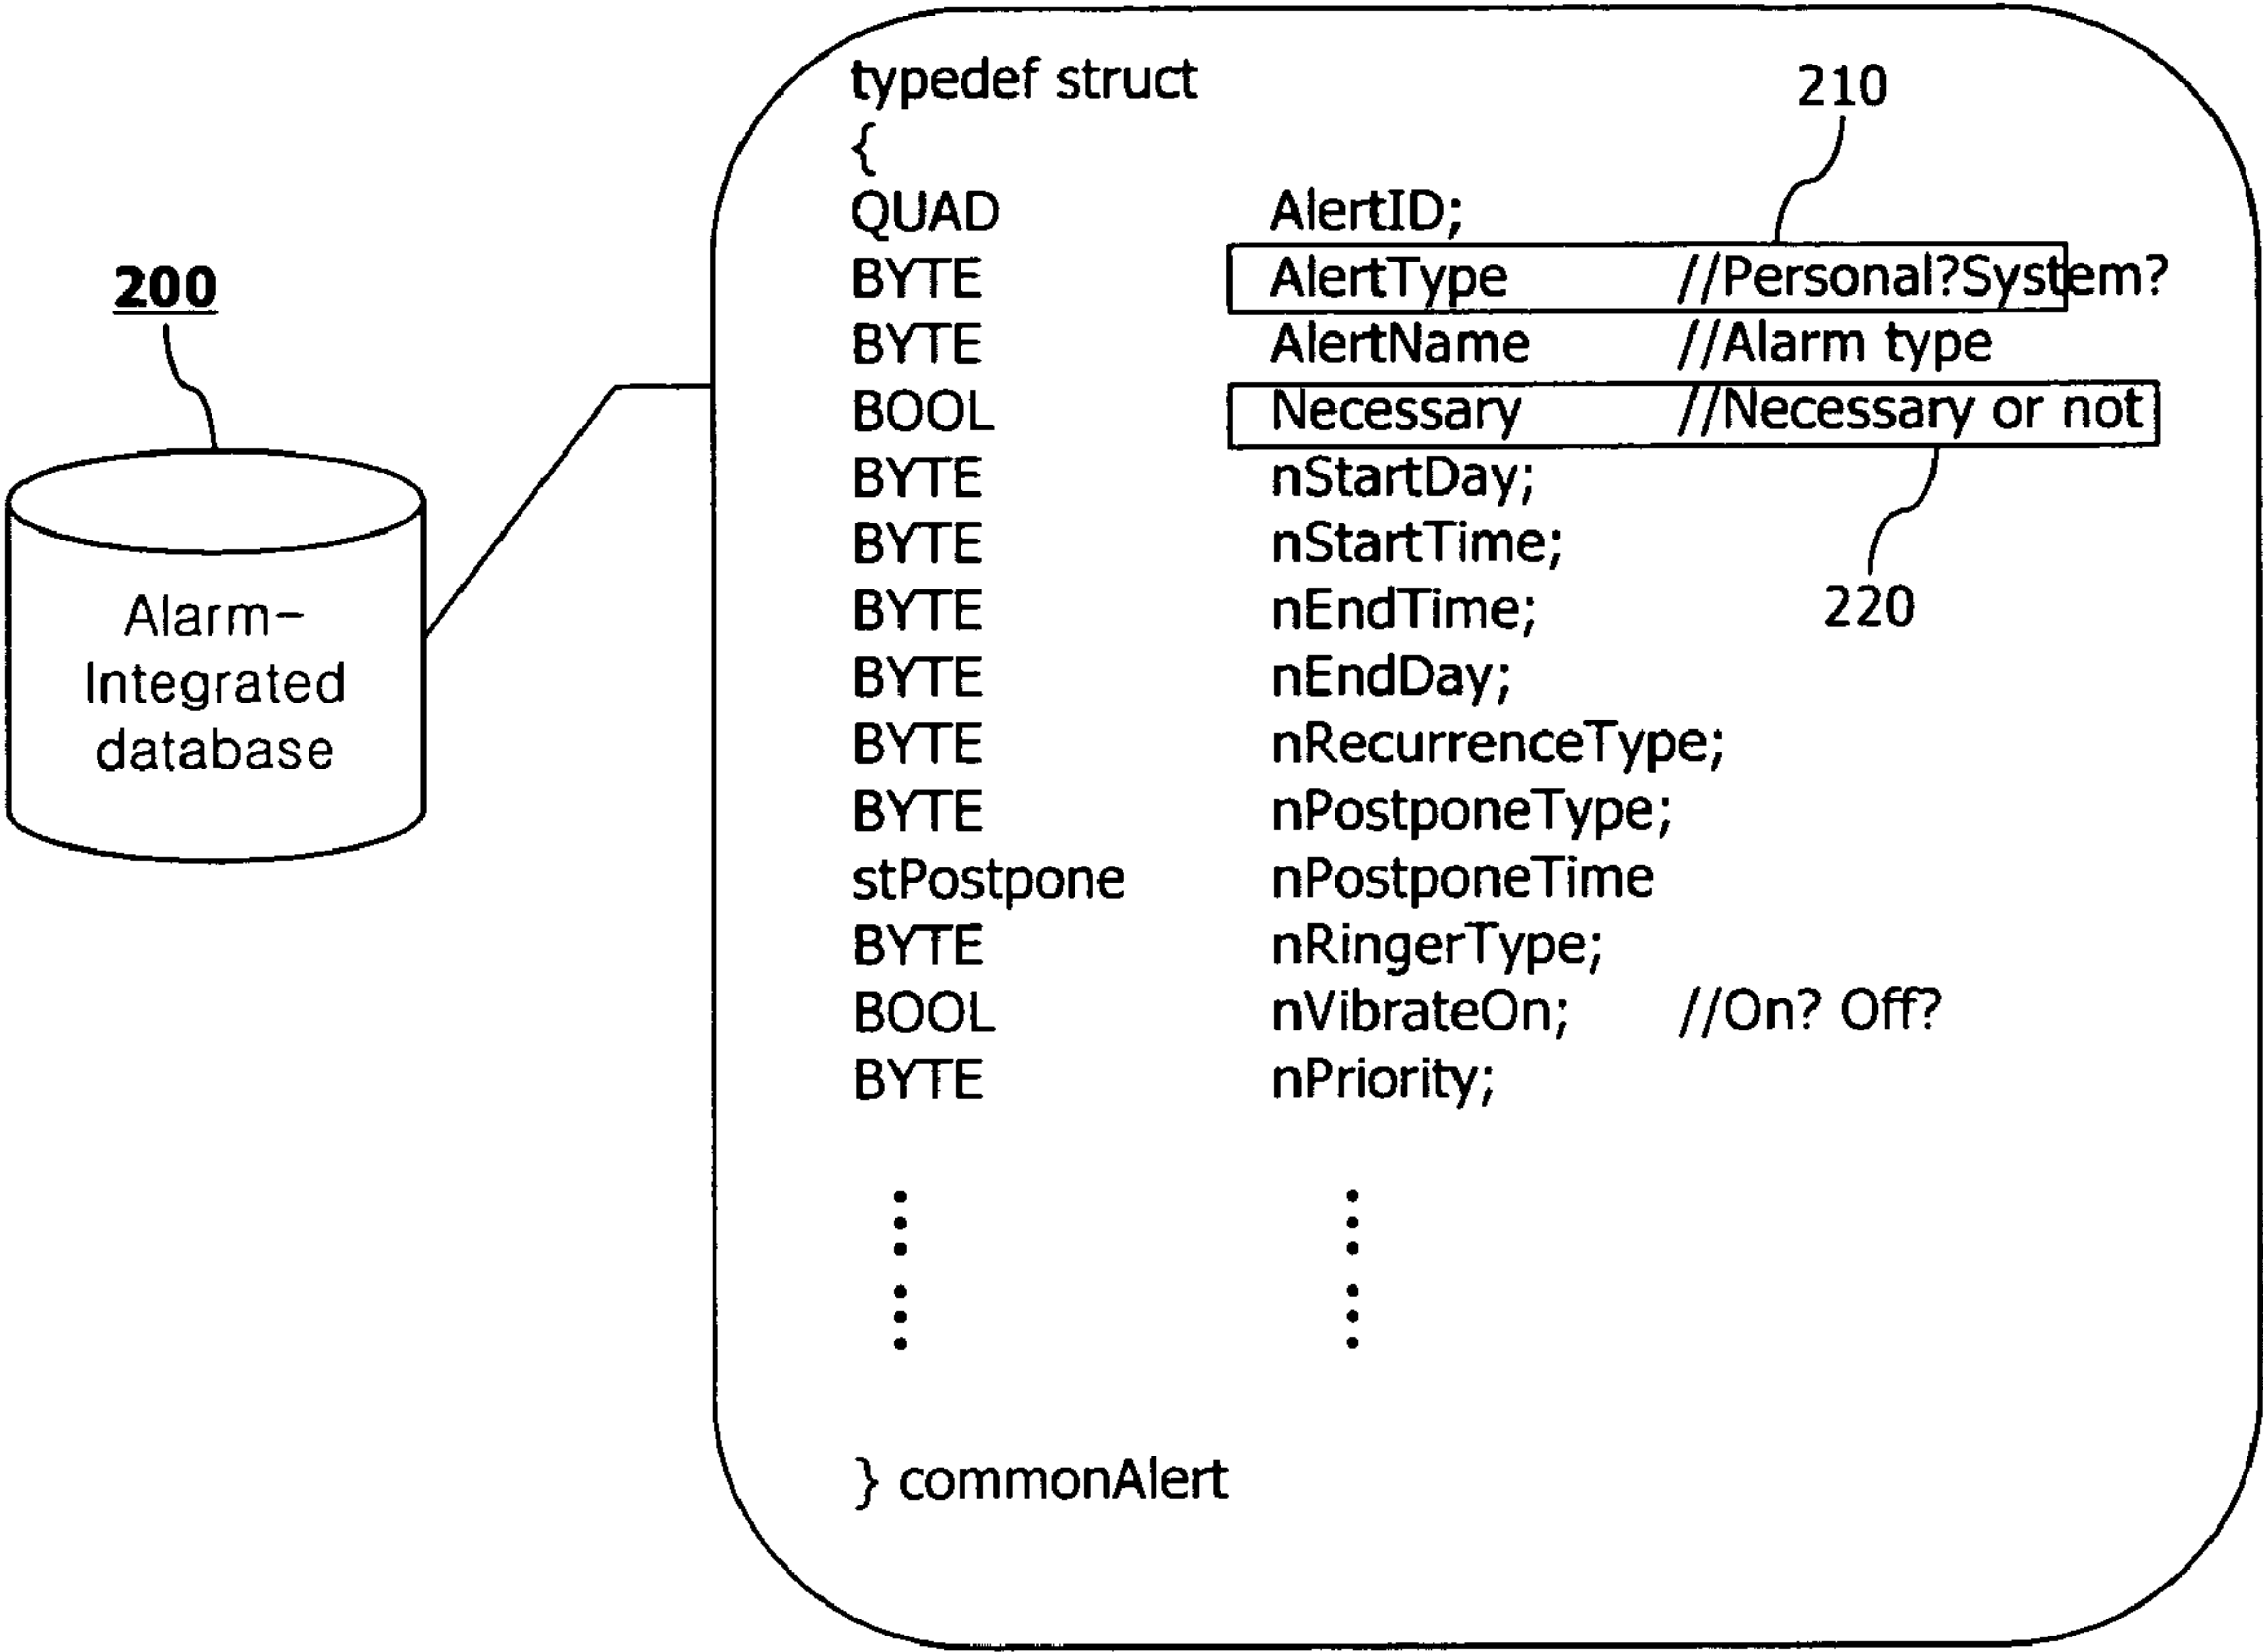 typedef struct
210
{
QUAD AlertID;
200
BYTE AlertType //Personal?System?
BYTE AlertName //Alarm type
BOOL Necessary //Necessary or not
BYTE nStartDay;
BYTE nStartTime;
220
BYTE nEndTime;
BYTE nEndDay;
Alarm-
Integrated
database
BYTE nRecurrenceType;
BYTE nPostponeType;
stPostpone nPostponeTime
BYTE nRingerType;
BOOL nVibrateOn; //On? Off?
BYTE nPriority;
} commonAlert